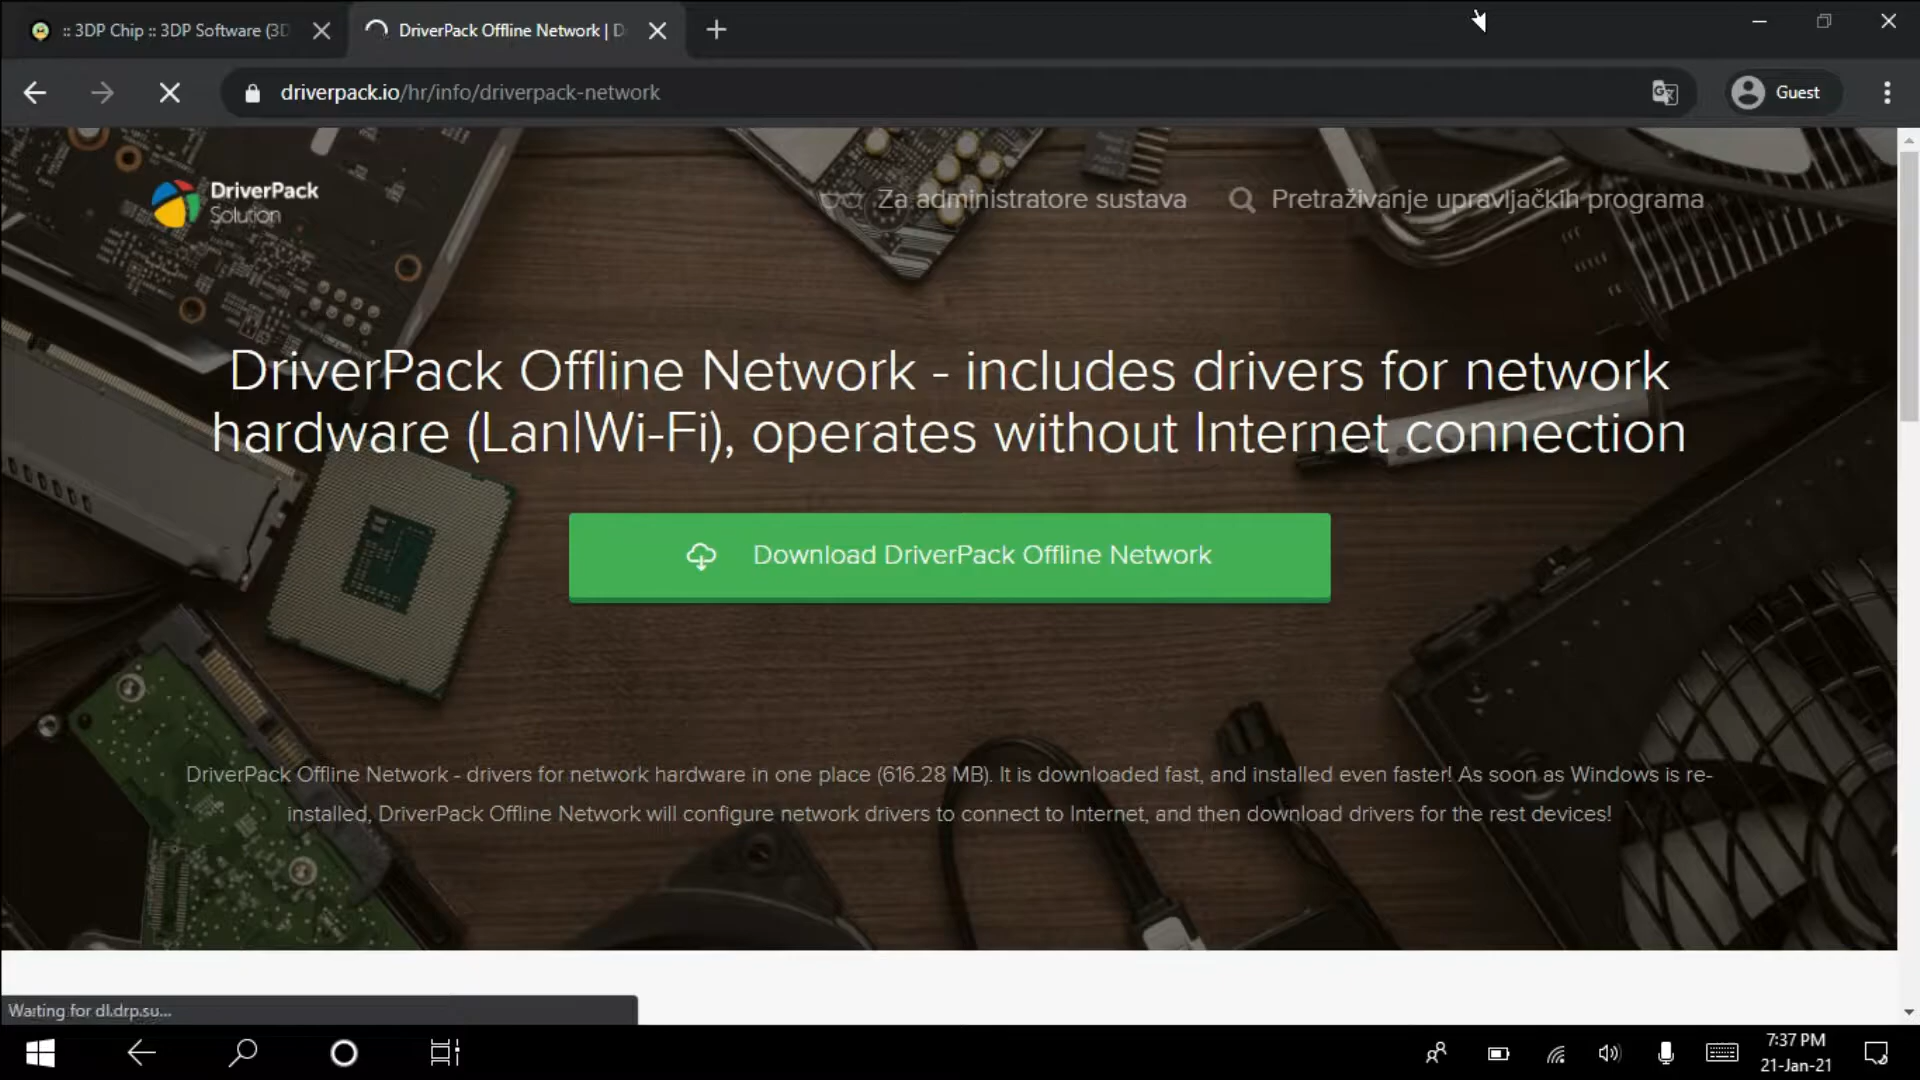 :: 3DP Chip :: 3DP Software (3D
DriverPack Offline Network | D
driverpack.io/hr/info/driverpack-network
Guest
DriverPack
Solution
Za administratore sustava
Pretraživanje upravljačkih programa
DriverPack Offline Network - includes drivers for network
hardware (Lan|Wi-Fi), operates without Internet connection
Download DriverPack Offline Network
DriverPack Offline Network - drivers for network hardware in one place (616.28 MB). It is downloaded fast, and installed even faster! As soon as Windows is re-
installed, DriverPack Offline Network will configure network drivers to connect to Internet, and then download drivers for the rest devices!
Waiting for dl.drp.su...
7:37 PM
21-Jan-21